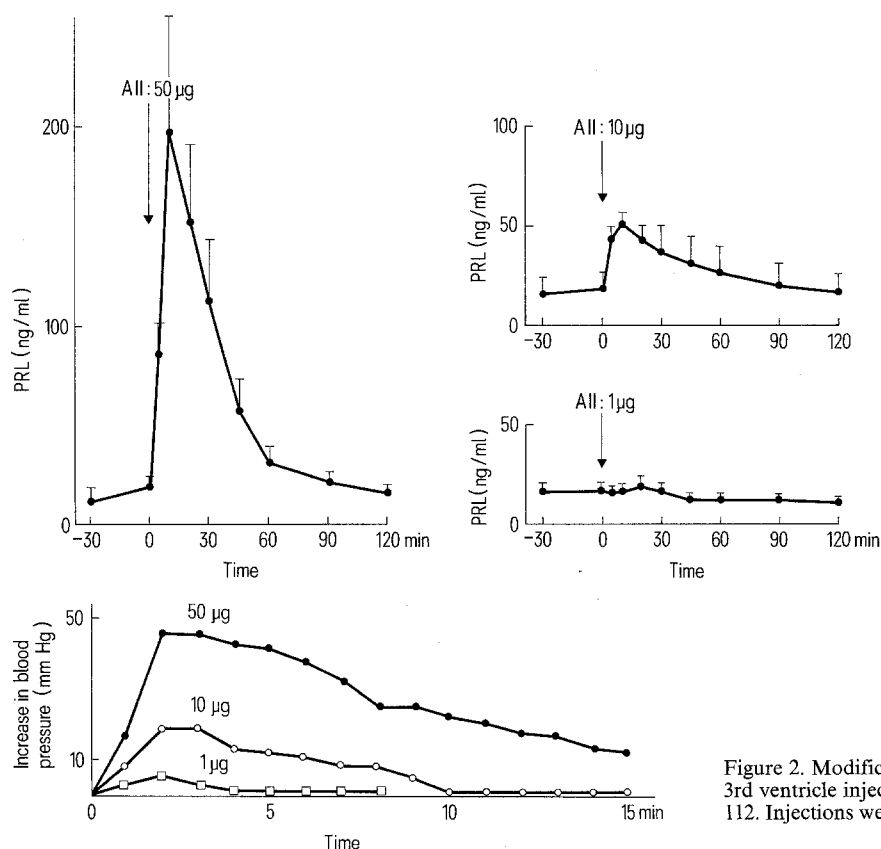 AII: 50 µg
200
100
0
PRL (ng/ml)
-30 0 30 60 90 120 min
Time
AII: 10 µg
100
50
0
PRL (ng/ml)
-30 0 30 60 90 120
Time
AII: 1 µg
50
0
PRL (ng/ml)
-30 0 30 60 90 120 min
Time
Increase in blood
pressure (mm Hg)
50
10
50 µg
10 µg
1 µg
0 5 10 15 min
Time
Figure 2. Modific
3rd ventricle injec
112. Injections we